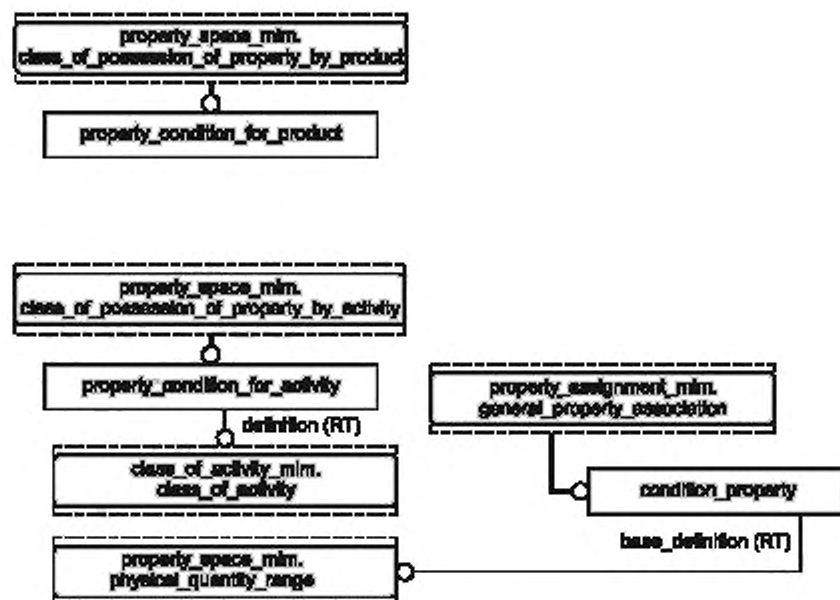 property_space_mim.
class_of_possession_of_property_by_product
property_condition_for_product
property_space_mim.
class_of_possession_of_property_by_activity
property_condition_for_activity
definition (RT)
property_assignment_mim.
general_property_association
class_of_activity_mim.
class_of_activity
condition_property
base_definition (RT)
property_space_mim.
physical_quantity_range